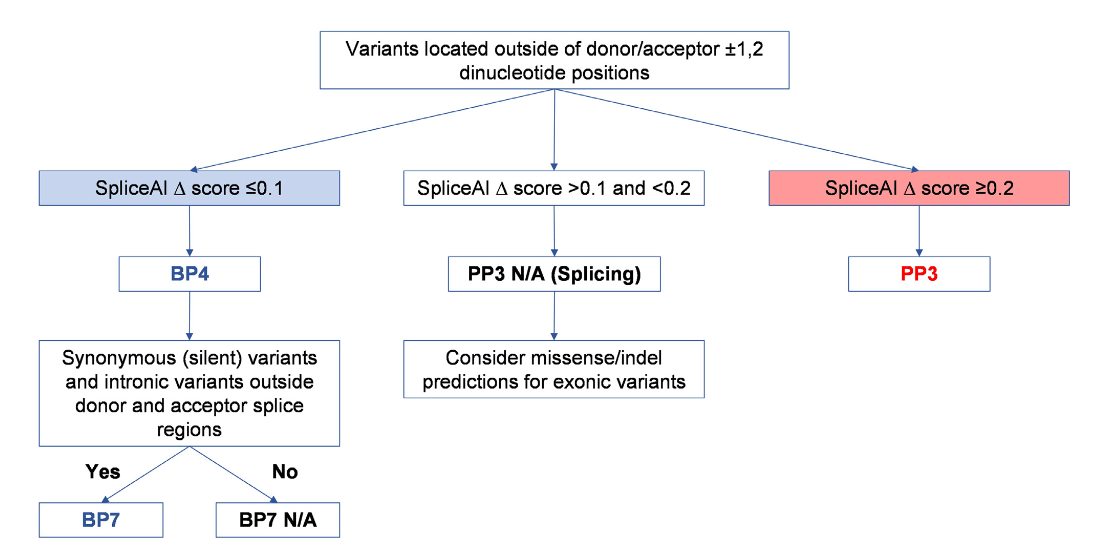 Variants located outside of donor/acceptor ±1,2
dinucleotide positions
SpliceAI Δ score ≤0.1
SpliceAI Δ score >0.1 and <0.2
SpliceAI Δ score ≥0.2
BP4
PP3 N/A (Splicing)
PP3
Synonymous (silent) variants
and intronic variants outside
donor and acceptor splice
regions
Consider missense/indel
predictions for exonic variants
Yes
No
BP7
BP7 N/A